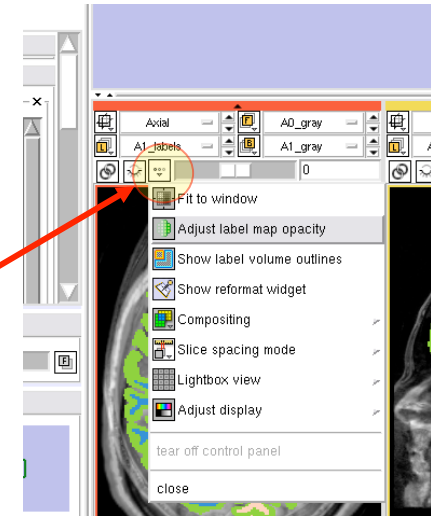 x
Axial A0_gray
L A1_labels B A1_gray L A
0
Fit to window
Adjust label map opacity
Show label volume outlines
Show reformat widget
E
Compositing
Slice spacing mode
Lightbox view
Adjust display
tear off control panel
close